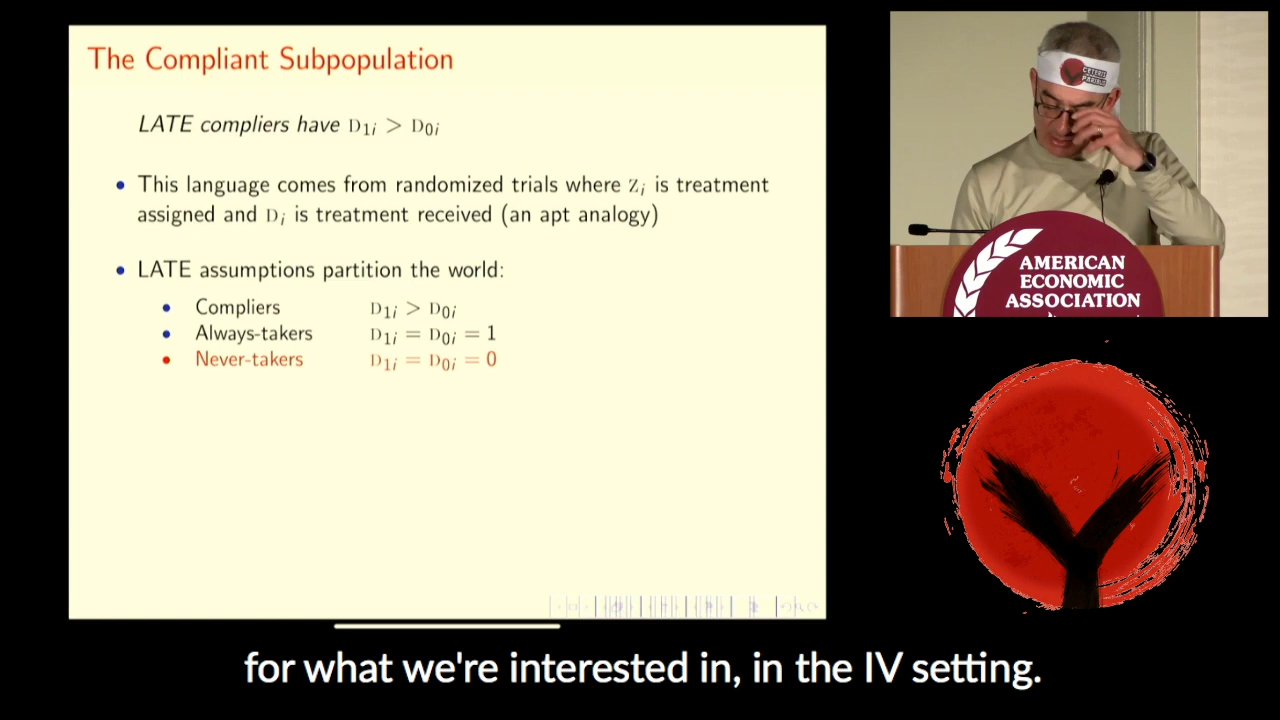 The Compliant Subpopulation
LATE compliers have D₁ᵢ > D₀ᵢ
• This language comes from randomized trials where Zᵢ is treatment
assigned and Dᵢ is treatment received (an apt analogy)
• LATE assumptions partition the world:
• Compliers D₁ᵢ > D₀ᵢ
• Always-takers D₁ᵢ = D₀ᵢ = 1
• Never-takers D₁ᵢ = D₀ᵢ = 0
CETERIS
PARIBUS
AMERICAN
ECONOMIC
ASSOCIATION
for what we're interested in, in the IV setting.